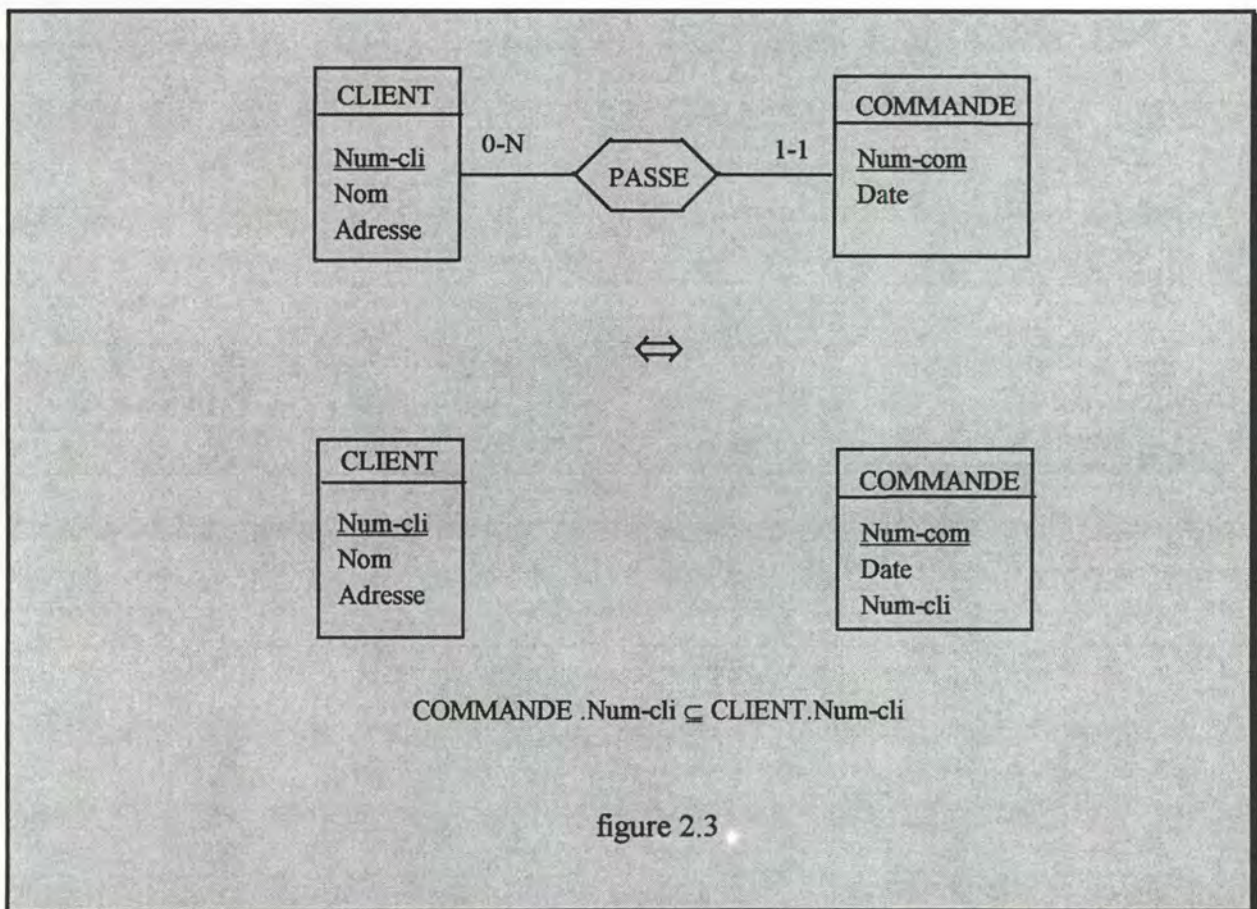 CLIENT
Num-cli
Nom
Adresse
0-N
PASSE
1-1
COMMANDE
Num-com
Date
CLIENT
Num-cli
Nom
Adresse
COMMANDE
Num-com
Date
Num-cli
COMMANDE .Num-cli ⊆ CLIENT.Num-cli
figure 2.3